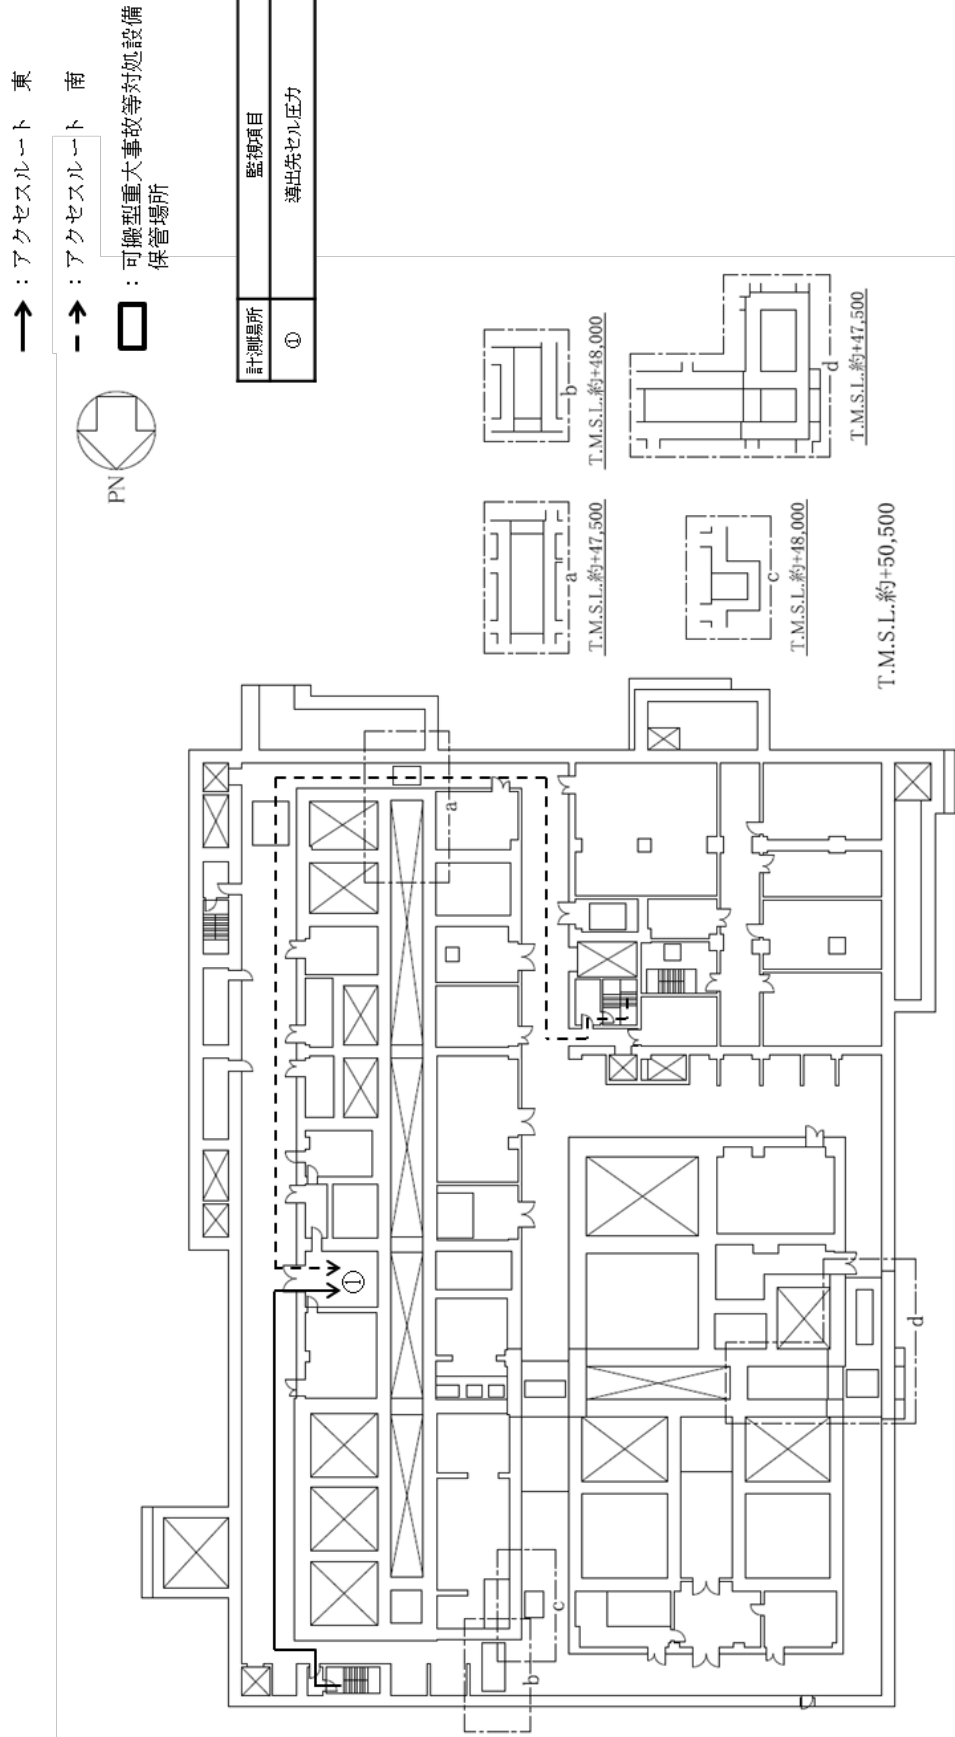 ：アクセスルート　東
：アクセスルート　南
：可搬型重大事故等対処設備
保管場所
計測場所
監視項目
①
導出先セル圧力
PN
a
T.M.S.L.約+47,500
b
T.M.S.L.約+48,000
c
T.M.S.L.約+48,000
d
T.M.S.L.約+47,500
T.M.S.L.約+50,500
①
a
b
c
d